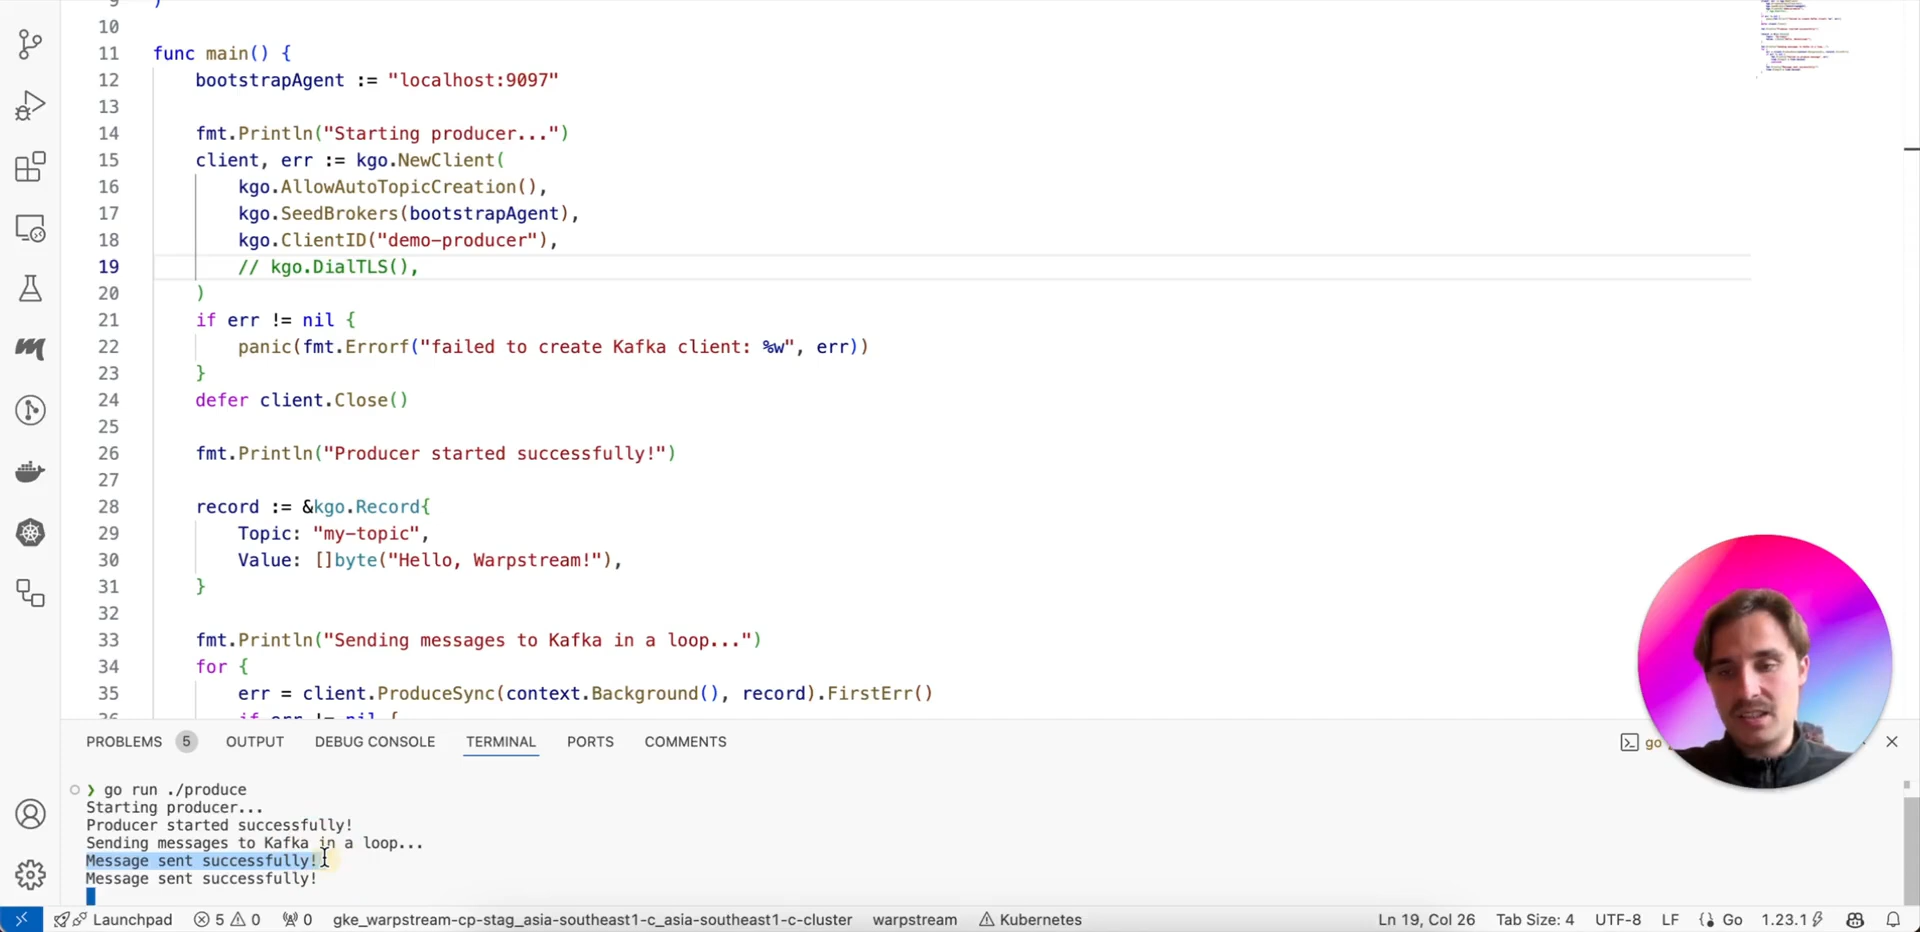 9 )
10
11 func main() {
12 bootstrapAgent := "localhost:9097"
13
14 fmt.Println("Starting producer...")
15 client, err := kgo.NewClient(
16 kgo.AllowAutoTopicCreation(),
17 kgo.SeedBrokers(bootstrapAgent),
18 kgo.ClientID("demo-producer"),
19 // kgo.DialTLS(),
20 )
21 if err != nil {
22 panic(fmt.Errorf("failed to create Kafka client: %w", err))
23 }
24 defer client.Close()
25
26 fmt.Println("Producer started successfully!")
27
28 record := &kgo.Record{
29 Topic: "my-topic",
30 Value: []byte("Hello, Warpstream!"),
31 }
32
33 fmt.Println("Sending messages to Kafka in a loop...")
34 for {
35 err = client.ProduceSync(context.Background(), record).FirstErr()
36 if err != nil {
PROBLEMS 5 OUTPUT DEBUG CONSOLE TERMINAL PORTS COMMENTS go
❯ go run ./produce
Starting producer...
Producer started successfully!
Sending messages to Kafka in a loop...
Message sent successfully!
Message sent successfully!
Launchpad 5 0 0 gke_warpstream-cp-stag_asia-southeast1-c_asia-southeast1-c-cluster warpstream Kubernetes Ln 19, Col 26 Tab Size: 4 UTF-8 LF Go 1.23.1